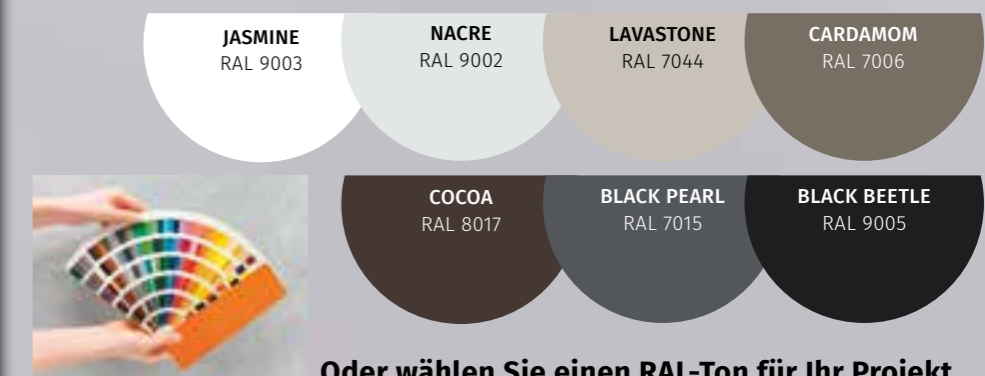 JASMINE
RAL 9003
NACRE
RAL 9002
LAVASTONE
RAL 7044
CARDAMOM
RAL 7006
COCOA
RAL 8017
BLACK PEARL
RAL 7015
BLACK BEETLE
RAL 9005
Oder wählen Sie einen RAL-Ton für Ihr Projekt